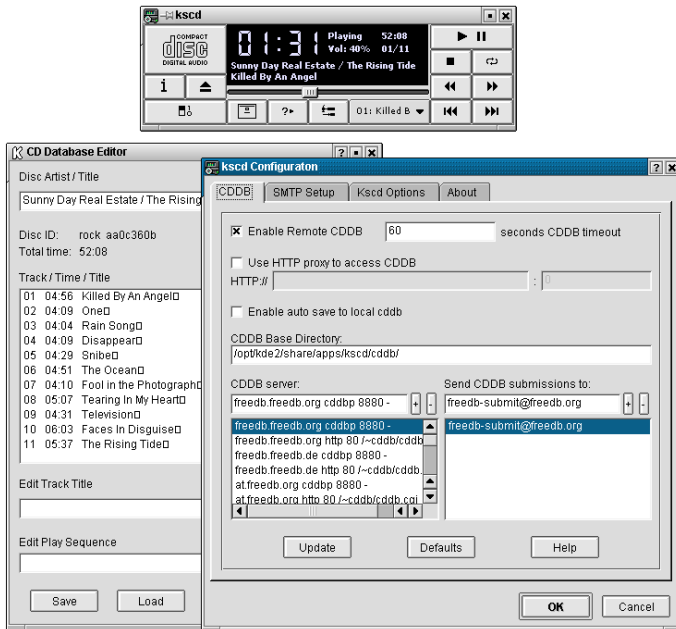 kscd
COMPACT
disc
DIGITAL AUDIO
01:31
Playing 52:08
Vol: 40% 01/11
Sunny Day Real Estate / The Rising Tide
Killed By An Angel
i
?
01: Killed B
CD Database Editor
? 
Disc Artist / Title
Sunny Day Real Estate / The Rising
Disc ID: rock aa0c360b
Total time: 52:08
Track / Time / Title
01 04:56 Killed By An Angel
02 04:09 One
03 04:04 Rain Song
04 04:09 Disappear
05 04:29 Snibe
06 04:51 The Ocean
07 04:10 Fool in the Photograph
08 05:07 Tearing In My Heart
09 04:31 Television
10 06:03 Faces In Disguise
11 05:37 The Rising Tide
Edit Track Title
Edit Play Sequence
Save Load
kscd Configuraton
?
CDDB SMTP Setup Kscd Options About
Enable Remote CDDB 60 seconds CDDB timeout
Use HTTP proxy to access CDDB
HTTP:// : 0
Enable auto save to local cddb
CDDB Base Directory:
/opt/kde2/share/apps/kscd/cddb/
CDDB server:
freedb.freedb.org cddbp 8880 - + -
freedb.freedb.org cddbp 8880 -
freedb.freedb.org http 80 /~cddb/cddb
freedb.freedb.de cddbp 8880 -
freedb.freedb.de http 80 /~cddb/cddb.
at.freedb.org cddbp 8880 -
at.freedb.org http 80 /~cddb/cddb.cgi
Send CDDB submissions to:
freedb-submit@freedb.org + -
freedb-submit@freedb.org
Update Defaults Help
OK Cancel